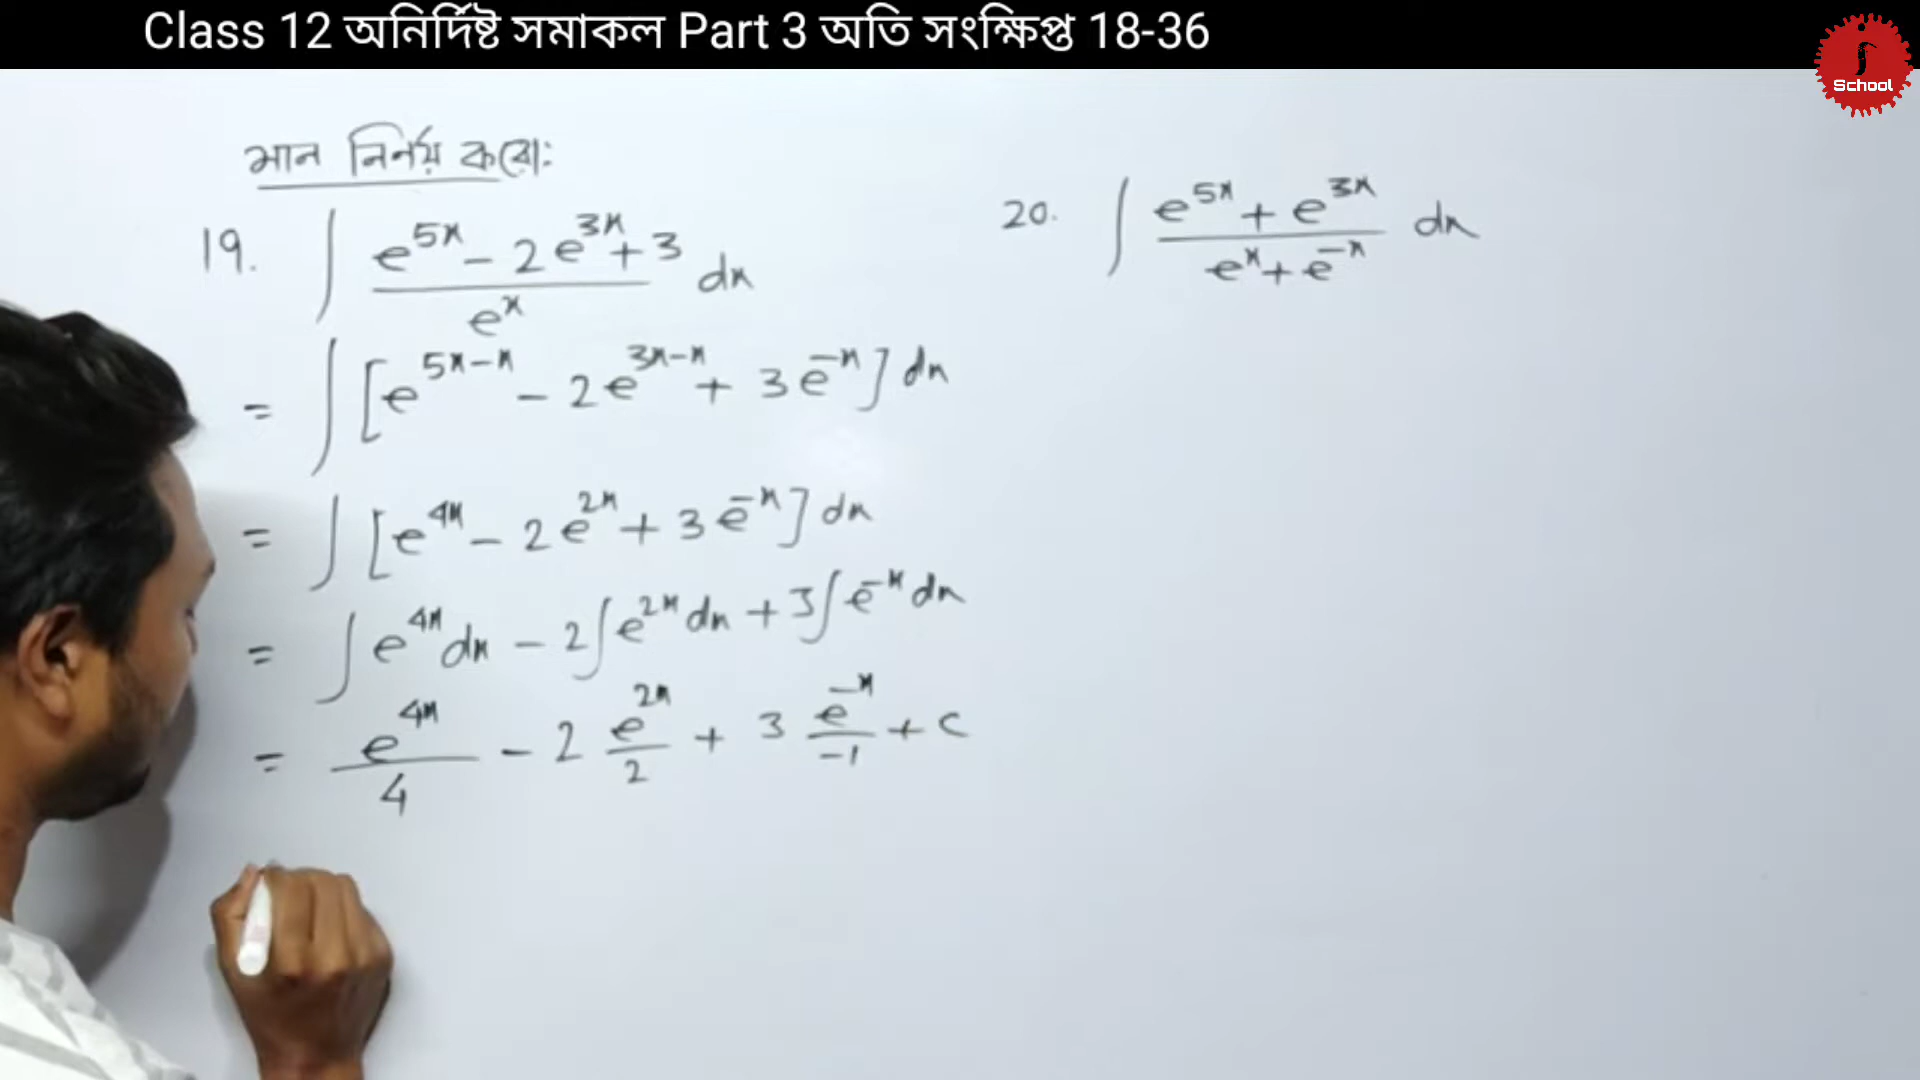 Class 12 অনির্দিষ্ট সমাকল Part 3 অতি সংক্ষিপ্ত 18-36
School
মান নির্ণয় করো:
19. ∫ (e^{5x} - 2e^{3x} + 3)/e^x dx
= ∫ [e^{5x-x} - 2e^{3x-x} + 3e^{-x}] dx
= ∫ [e^{4x} - 2e^{2x} + 3e^{-x}] dx
= ∫ e^{4x} dx - 2∫ e^{2x} dx + 3∫ e^{-x} dx
= e^{4x}/4 - 2 e^{2x}/2 + 3 e^{-x}/-1 + c
20. ∫ (e^{5x} + e^{3x})/(e^x + e^{-x}) dx